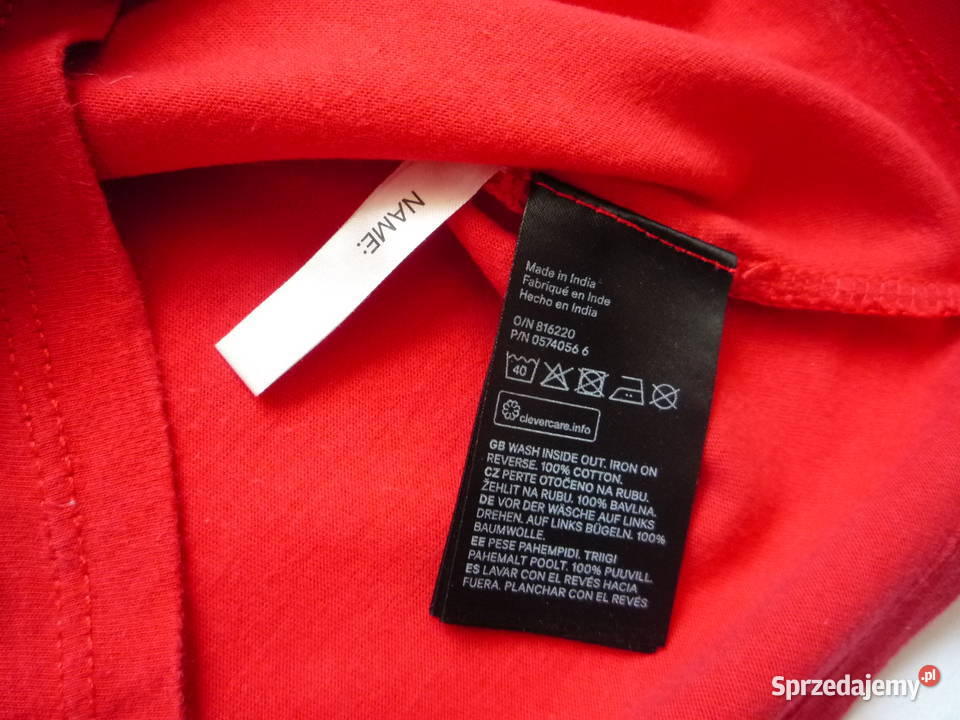 NAME:
Made in India
Fabriqué en Inde
Hecho en India
O/N 816220
P/N 0574056 6
40
clevercare.info
GB WASH INSIDE OUT. IRON ON
REVERSE. 100% COTTON.
CZ PERTE OTOČENO NA RUBU.
ŽEHLIT NA RUBU. 100% BAVLNA.
DE VOR DER WÄSCHE AUF LINKS
DREHEN. AUF LINKS BÜGELN. 100%
BAUMWOLLE.
EE PESE PAHEMPIDI. TRIIGI
PAHEMALT POOLT. 100% PUUVILL.
ES LAVAR CON EL REVÉS HACIA
FUERA. PLANCHAR CON EL REVÉS
Sprzedajemy.pl